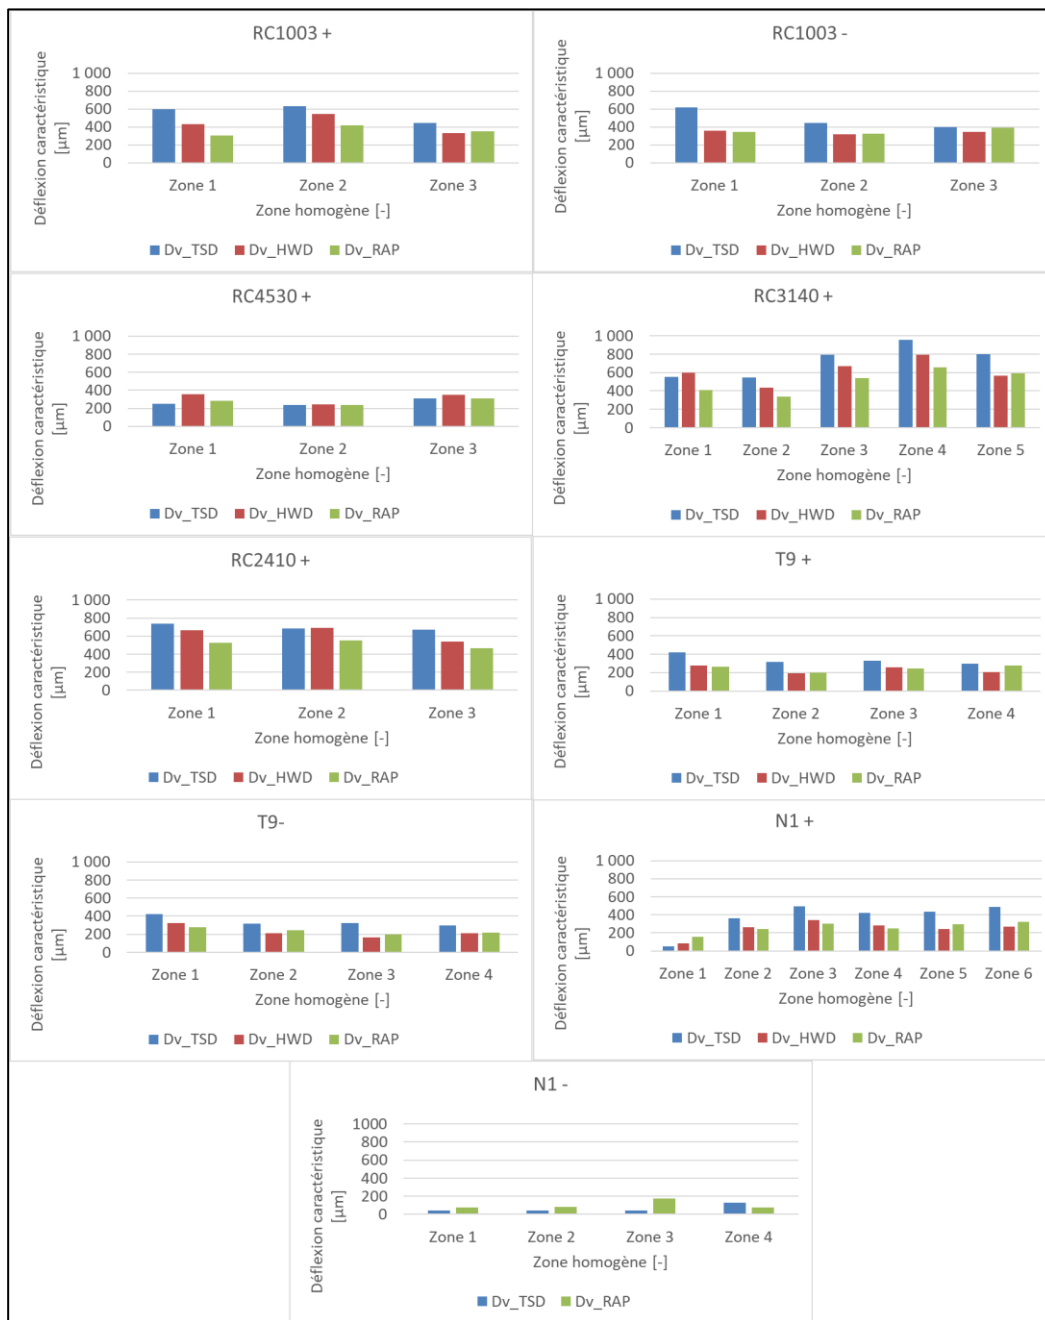 RC1003 +
Déflexion caractéristique
[µm]
1 000
800
600
400
200
0
Zone 1 Zone 2 Zone 3
Zone homogène [-]
Dv_TSD Dv_HWD Dv_RAP
RC1003 -
Déflexion caractéristique
[µm]
1 000
800
600
400
200
0
Zone 1 Zone 2 Zone 3
Zone homogène [-]
Dv_TSD Dv_HWD Dv_RAP
RC4530 +
Déflexion caractéristique
[µm]
1 000
800
600
400
200
0
Zone 1 Zone 2 Zone 3
Zone homogène [-]
Dv_TSD Dv_HWD Dv_RAP
RC3140 +
Déflexion caractéristique
[µm]
1 000
800
600
400
200
0
Zone 1 Zone 2 Zone 3 Zone 4 Zone 5
Zone homogène [-]
Dv_TSD Dv_HWD Dv_RAP
RC2410 +
Déflexion caractéristique
[µm]
1 000
800
600
400
200
0
Zone 1 Zone 2 Zone 3
Zone homogène [-]
Dv_TSD Dv_HWD Dv_RAP
T9 +
Déflexion caractéristique
[µm]
1 000
800
600
400
200
0
Zone 1 Zone 2 Zone 3 Zone 4
Zone homogène [-]
Dv_TSD Dv_HWD Dv_RAP
T9-
Déflexion caractéristique
[µm]
1 000
800
600
400
200
0
Zone 1 Zone 2 Zone 3 Zone 4
Zone homogène [-]
Dv_TSD Dv_HWD Dv_RAP
N1 +
Déflexion caractéristique
[µm]
1 000
800
600
400
200
0
Zone 1 Zone 2 Zone 3 Zone 4 Zone 5 Zone 6
Zone homogène [-]
Dv_TSD Dv_HWD Dv_RAP
N1 -
Déflexion caractéristique
[µm]
1000
800
600
400
200
0
Zone 1 Zone 2 Zone 3 Zone 4
Zone homogène [-]
Dv_TSD Dv_RAP